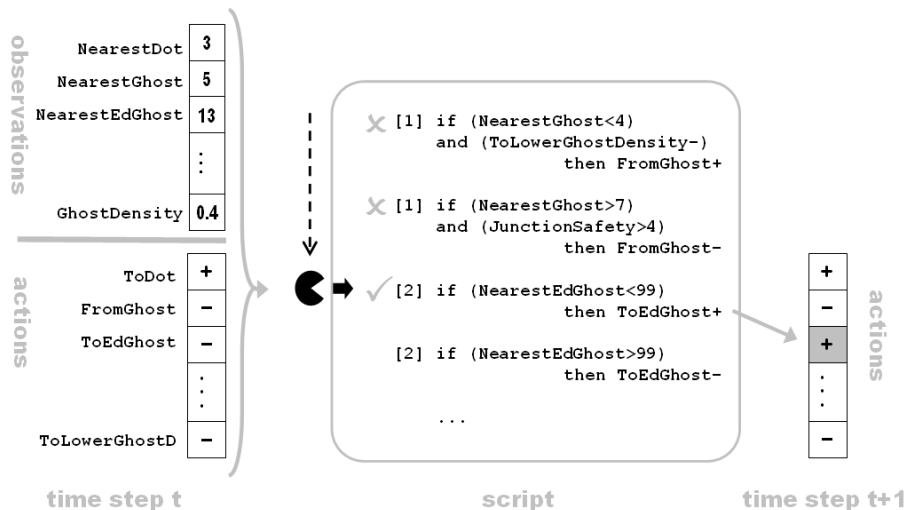 observations
NearestDot 3
NearestGhost 5
NearestEdGhost 13
GhostDensity 0.4
actions
ToDot +
FromGhost −
ToEdGhost −
ToLowerGhostD −
time step t
[1] if (NearestGhost<4)
and (ToLowerGhostDensity-)
then FromGhost+
[1] if (NearestGhost>7)
and (JunctionSafety>4)
then FromGhost-
[2] if (NearestEdGhost<99)
then ToEdGhost+
[2] if (NearestEdGhost>99)
then ToEdGhost-
...
script
+
−
+
−
actions
time step t+1